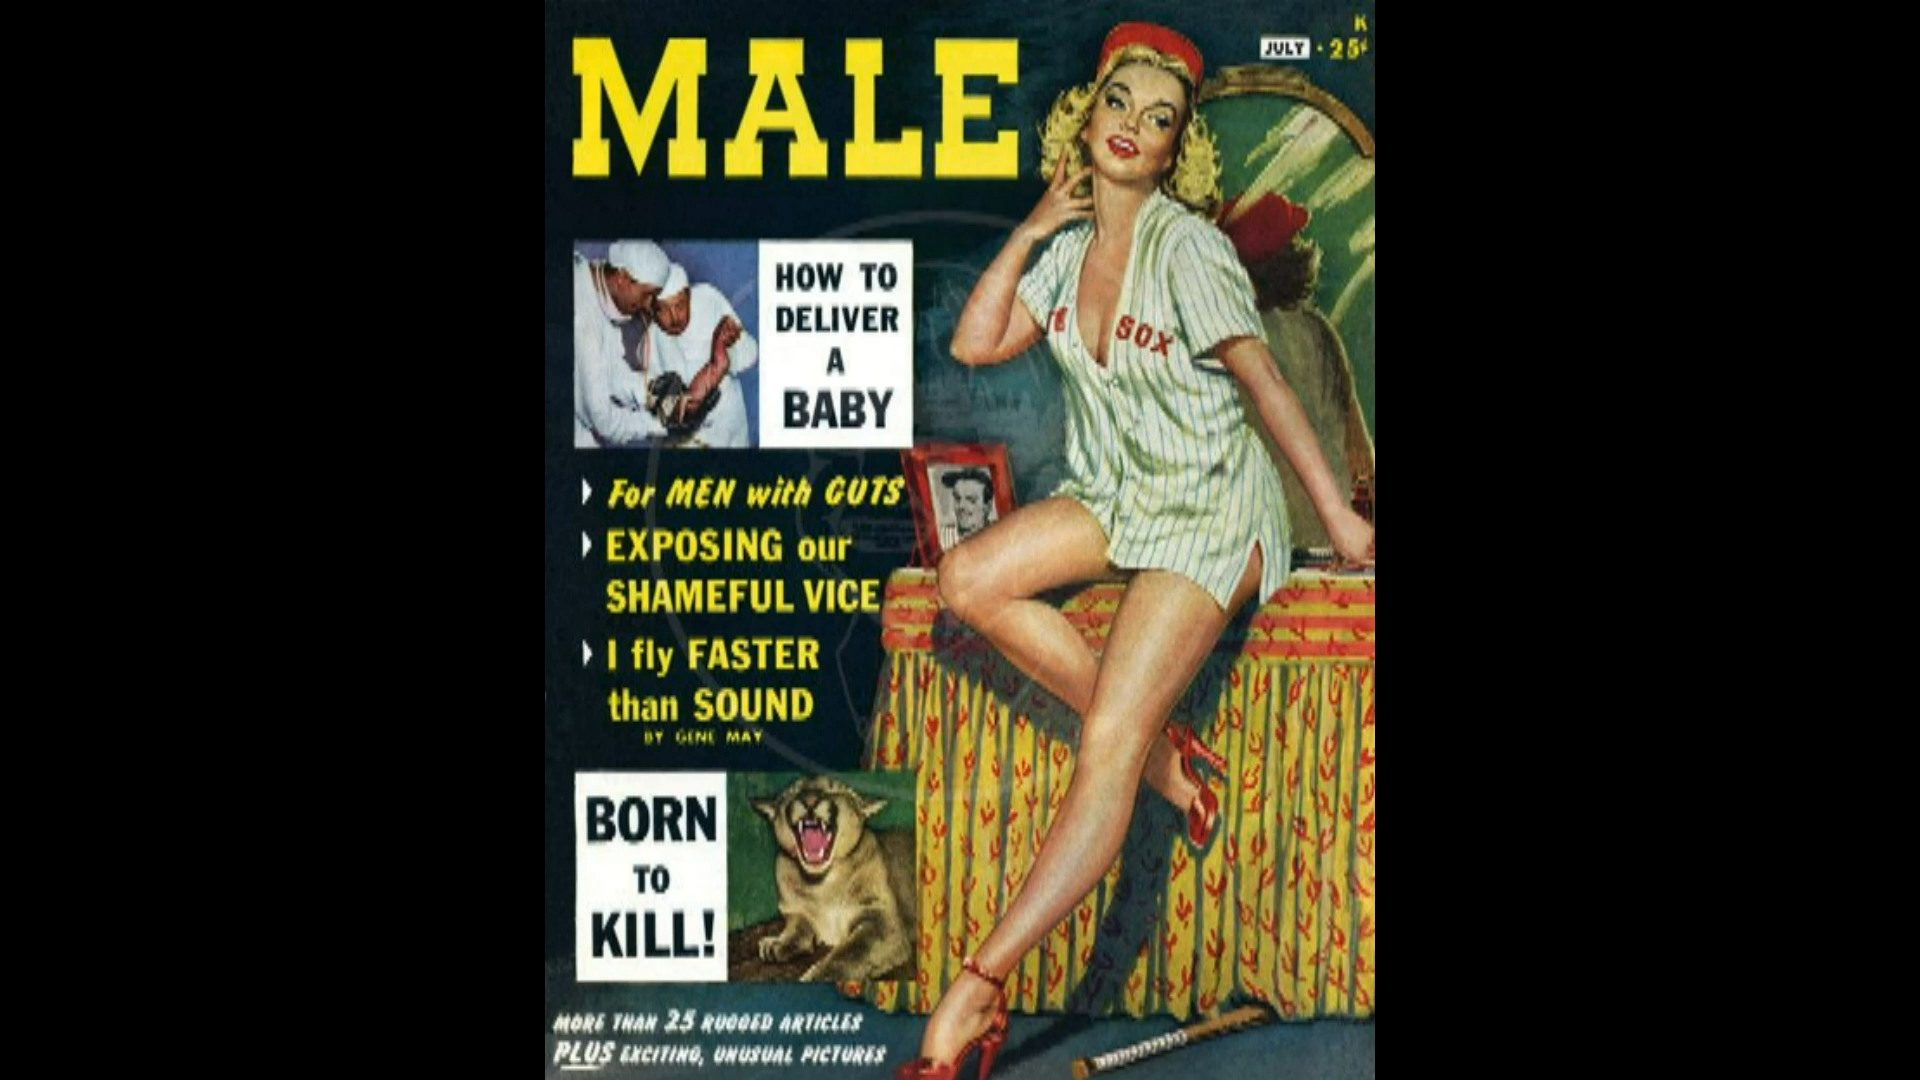 K
MALE
JULY · 25¢
HOW TO
DELIVER
A
BABY
SOX
For MEN with GUTS
EXPOSING our
SHAMEFUL VICE
I fly FASTER
than SOUND
BY GENE MAY
BORN
TO
KILL!
MORE THAN 25 RUGGED ARTICLES
PLUS EXCITING, UNUSUAL PICTURES